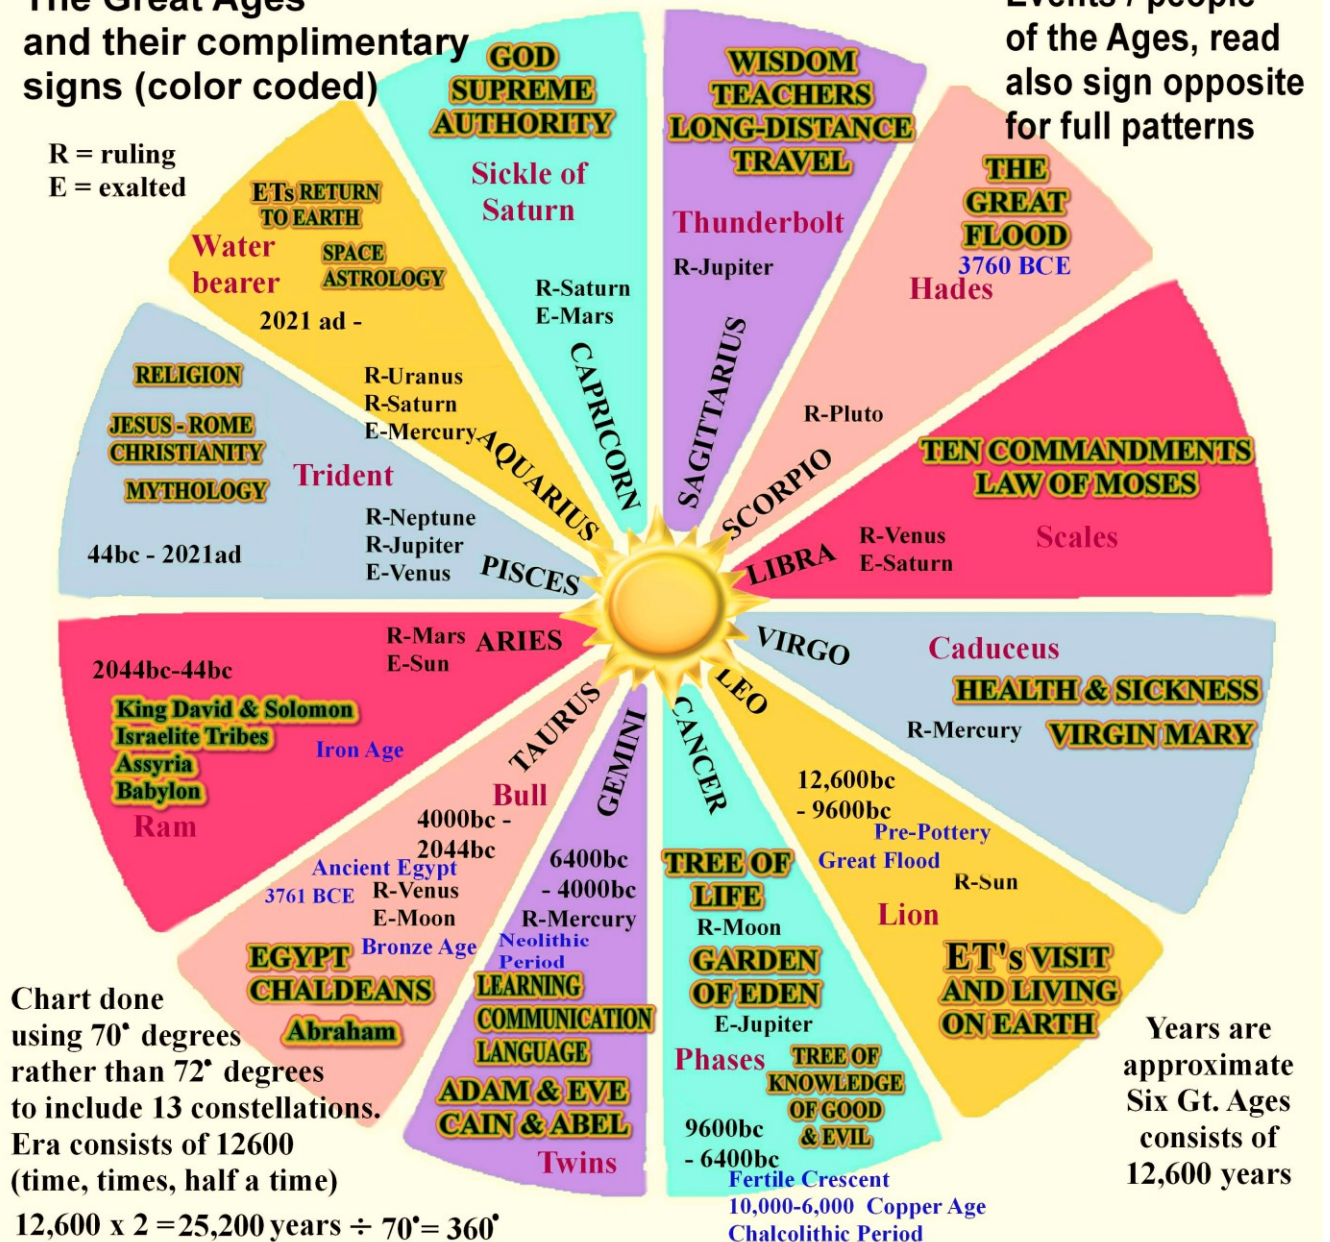 The Great Ages
and their complimentary
signs (color coded)
R = ruling
E = exalted
Events / people
of the Ages, read
also sign opposite
for full patterns
GOD
SUPREME
AUTHORITY
Sickle of
Saturn
R-Saturn
E-Mars
CAPRICORN
WISDOM
TEACHERS
LONG-DISTANCE
TRAVEL
Thunderbolt
R-Jupiter
SAGITTARIUS
THE
GREAT
FLOOD
3760 BCE
Hades
R-Pluto
SCORPIO
TEN COMMANDMENTS
LAW OF MOSES
Scales
R-Venus
E-Saturn
LIBRA
VIRGO
Caduceus
HEALTH & SICKNESS
R-Mercury
VIRGIN MARY
LEO
12,600bc
- 9600bc
Pre-Pottery
Great Flood
R-Sun
Lion
ET's VISIT
AND LIVING
ON EARTH
CANCER
TREE OF
LIFE
R-Moon
GARDEN
OF EDEN
E-Jupiter
Phases
TREE OF
KNOWLEDGE
OF GOOD
& EVIL
9600bc
- 6400bc
Fertile Crescent
10,000-6,000 Copper Age
Chalcolithic Period
GEMINI
6400bc
- 4000bc
R-Mercury
Neolithic
Period
LEARNING
COMMUNICATION
LANGUAGE
ADAM & EVE
CAIN & ABEL
Twins
TAURUS
Bull
4000bc -
2044bc
Ancient Egypt
3761 BCE
R-Venus
E-Moon
Bronze Age
EGYPT
CHALDEANS
Abraham
R-Mars
E-Sun
ARIES
2044bc-44bc
King David & Solomon
Israelite Tribes
Assyria
Babylon
Iron Age
Ram
RELIGION
JESUS - ROME
CHRISTIANITY
MYTHOLOGY
Trident
44bc - 2021ad
R-Neptune
R-Jupiter
E-Venus
PISCES
ETs RETURN
TO EARTH
Water
bearer
SPACE
ASTROLOGY
2021 ad -
R-Uranus
R-Saturn
E-Mercury
AQUARIUS
Chart done
using 70° degrees
rather than 72° degrees
to include 13 constellations.
Era consists of 12600
(time, times, half a time)
12,600 x 2 = 25,200 years ÷ 70° = 360°
Years are
approximate
Six Gt. Ages
consists of
12,600 years